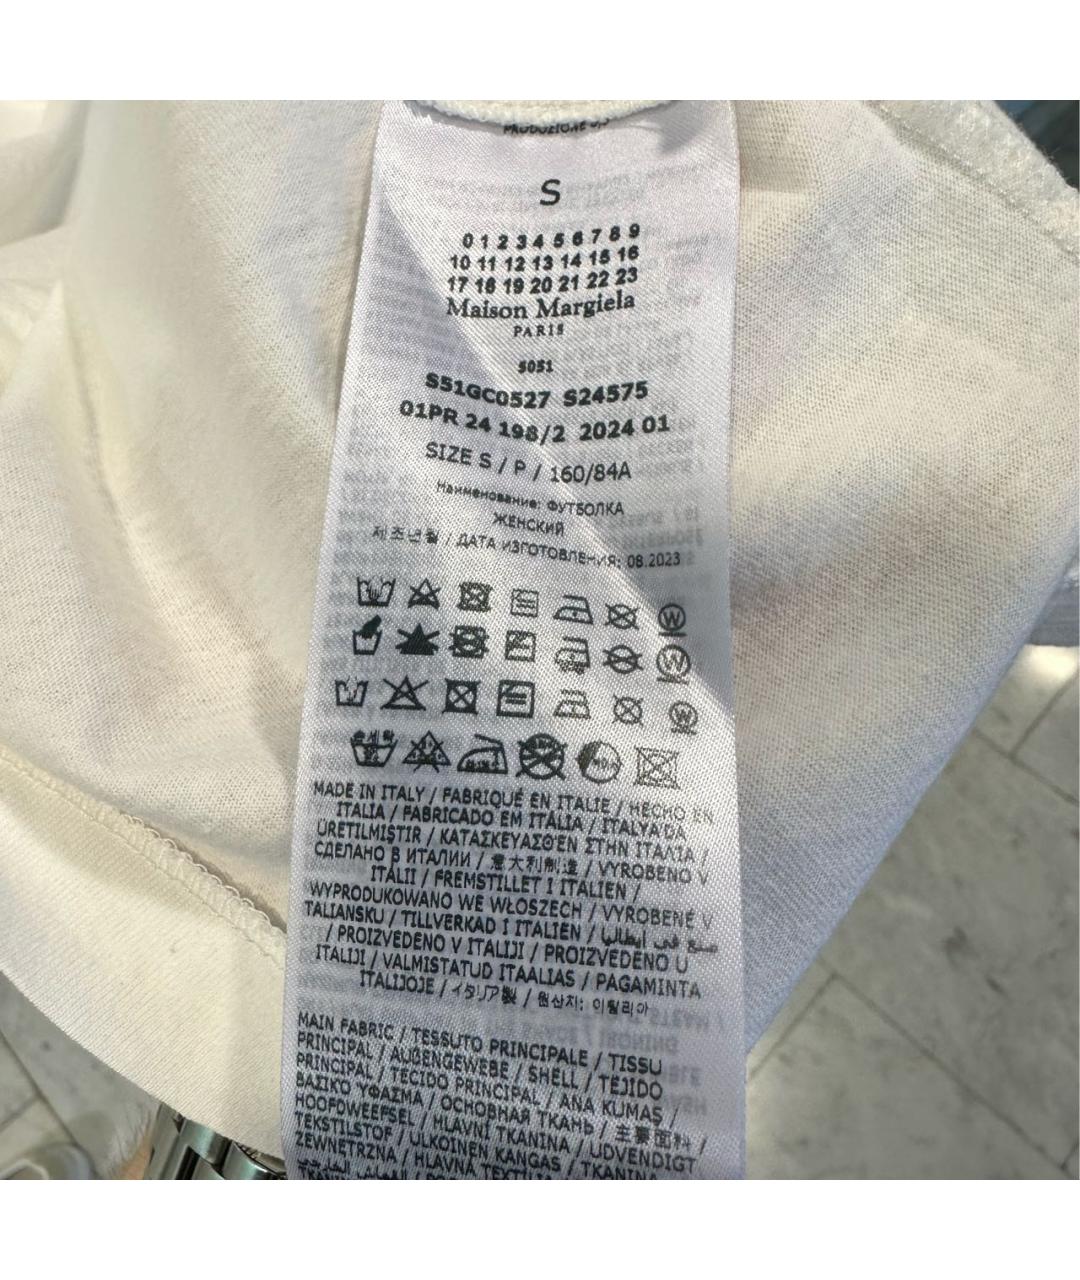 PRODUZIONE
S
0 1 2 3 4 5 6 7 8 9
10 11 12 13 14 15 16
17 18 19 20 21 22 23
Maison Margiela
PARIS
S051
S51GC0527 S24575
01PR 24 198/2 2024 01
SIZE S / P / 160/84A
Наименование: ФУТБОЛКА
ЖЕНСКИЙ
제조년월 / ДАТА ИЗГОТОВЛЕНИЯ: 08.2023
손세탁
MADE IN ITALY / FABRIQUÉ EN ITALIE / HECHO EN
ITALIA / FABRICADO EM ITÁLIA / ITALYA'DA
ÜRETILMIŞTIR / ΚΑΤΑΣΚΕΥΑΣΘΈΝ ΣΤΗΝ ΙΤΑΛΊΑ /
СДЕЛАНО В ИТАЛИИ / 意大利制造 / VYROBENO V
ITÁLII / FREMSTILLET I ITALIEN /
WYPRODUKOWANO WE WŁOSZECH / VYROBENÉ V
TALIANSKU / TILLVERKAD I ITALIEN / صنع في إيطاليا
/ PROIZVEDENO V ITALIJI / PROIZVEDENO U
ITALIJI / VALMISTATUD ITAALIAS / PAGAMINTA
ITALIJOJE / イタリア製 / 원산지: 이탈리아
MAIN FABRIC / TESSUTO PRINCIPALE / TISSU
PRINCIPAL / AUßENGEWEBE / SHELL / TEJIDO
PRINCIPAL / TECIDO PRINCIPAL / ANA KUMAŞ /
ΒΑΣΙΚΌ ΎΦΑΣΜΑ / ОСНОВНАЯ ТКАНЬ / 主要面料 /
HOOFDWEEFSEL / HLAVNÍ TKANINA / UDVENDIGT
TEKSTILSTOF / ULKOINEN KANGAS / TKANINA
ZEWNĘTRZNA / HLAVNÁ TEXTÍLIA